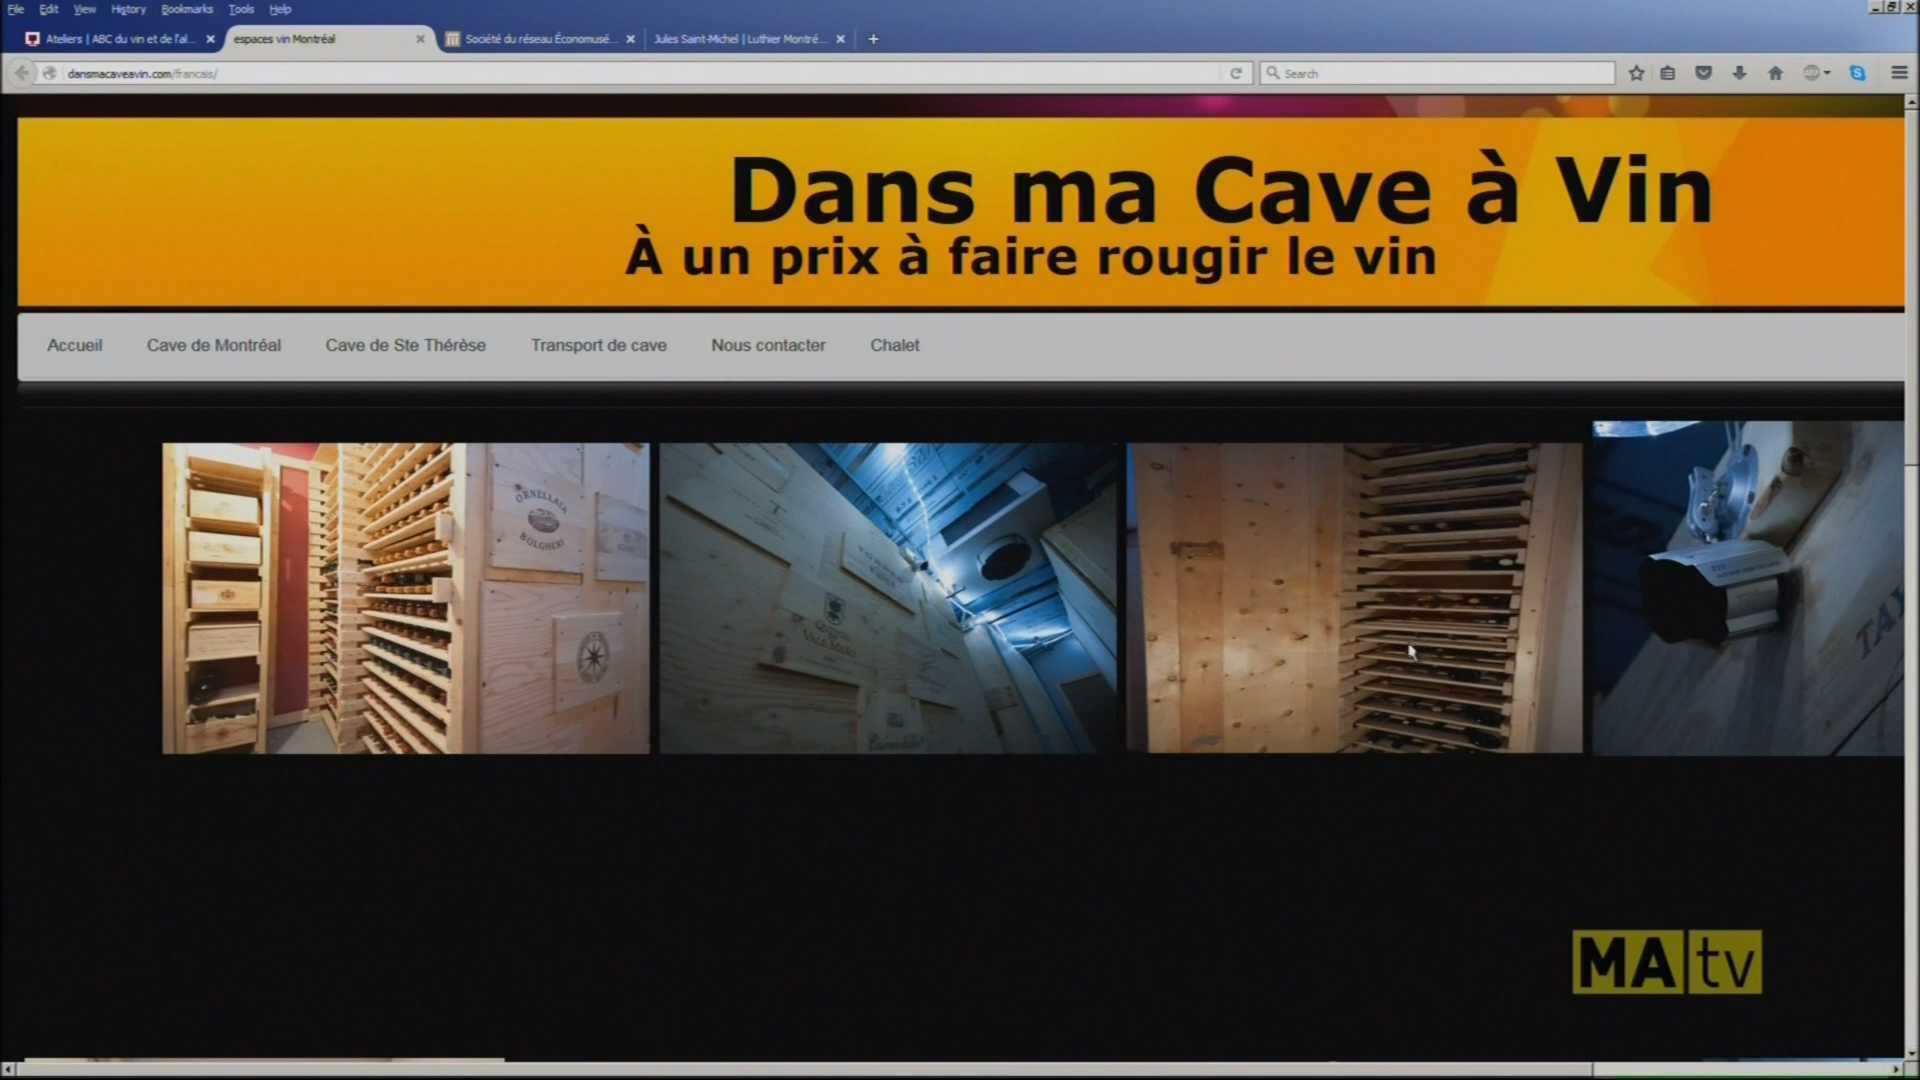 File Edit View History Bookmarks Tools Help
Ateliers | ABC du vin et de l'al...
espaces vin Montréal
Société du réseau Économusé...
Jules Saint-Michel | Luthier Montré...
dansmacaveavin.com/francais/
Search
Dans ma Cave à Vin
À un prix à faire rougir le vin
Accueil
Cave de Montréal
Cave de Ste Thérèse
Transport de cave
Nous contacter
Chalet
ORNELLAIA
BOLGHERI
VALE MEÃO
MAtv